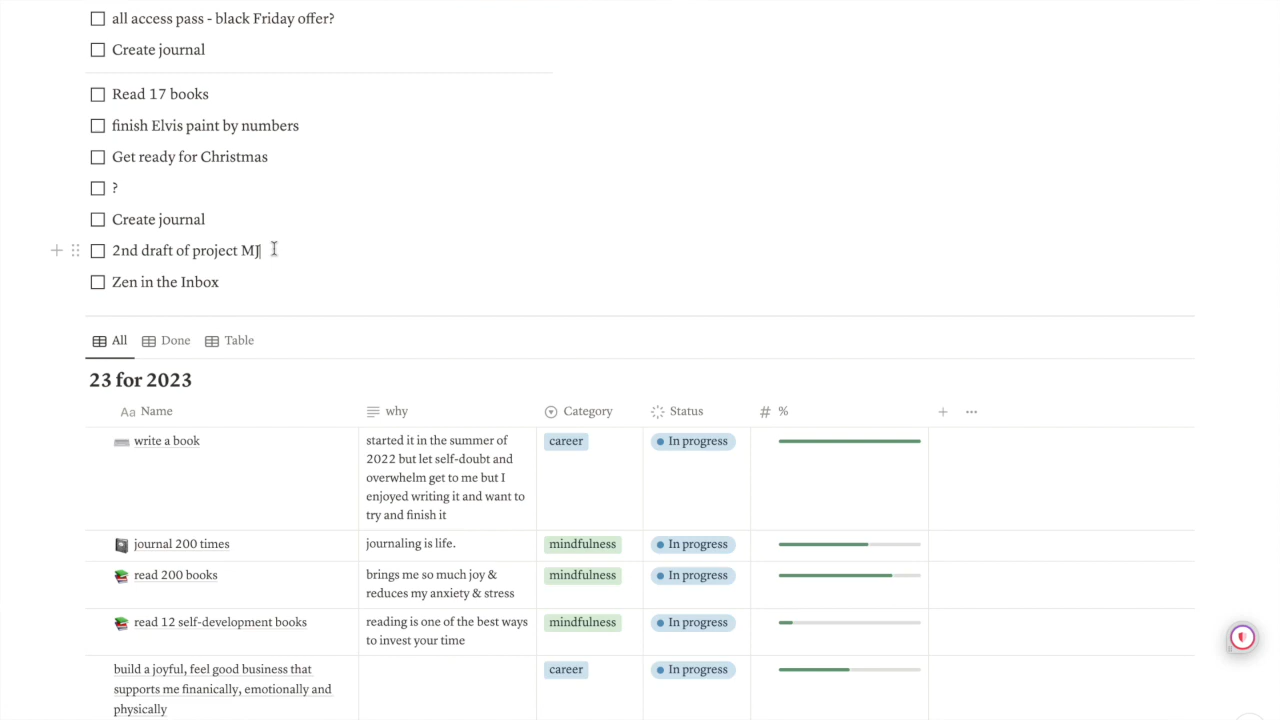 all access pass - black Friday offer?
Create journal
Read 17 books
finish Elvis paint by numbers
Get ready for Christmas
?
Create journal
2nd draft of project MJ
Zen in the Inbox
All Done Table
23 for 2023
Aa Name why Category Status # % + •••
write a book started it in the summer of career In progress
2022 but let self-doubt and
overwhelm get to me but I
enjoyed writing it and want to
try and finish it
journal 200 times journaling is life. mindfulness In progress
read 200 books brings me so much joy & mindfulness In progress
reduces my anxiety & stress
read 12 self-development books reading is one of the best ways mindfulness In progress
to invest your time
build a joyful, feel good business that career In progress
supports me finanically, emotionally and
physically